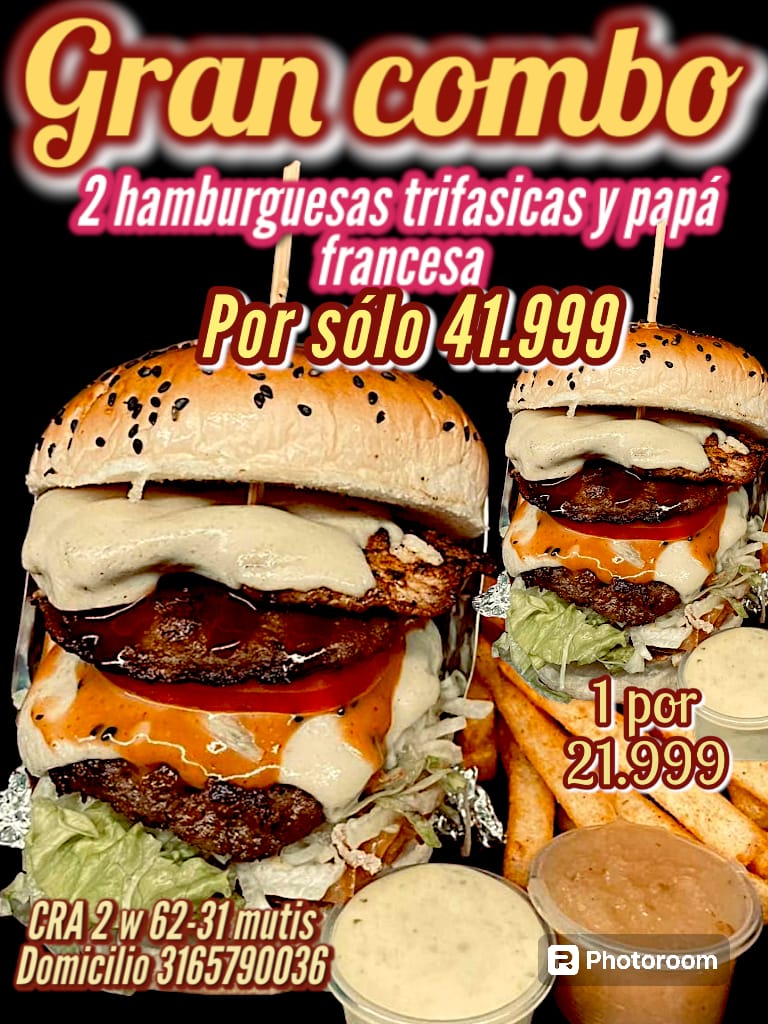 Gran combo
2 hamburguesas trifasicas y papá
francesa
Por sólo 41.999
1 por
21.999
CRA 2 w 62-31 mutis
Domicilio 3165790036
Photoroom